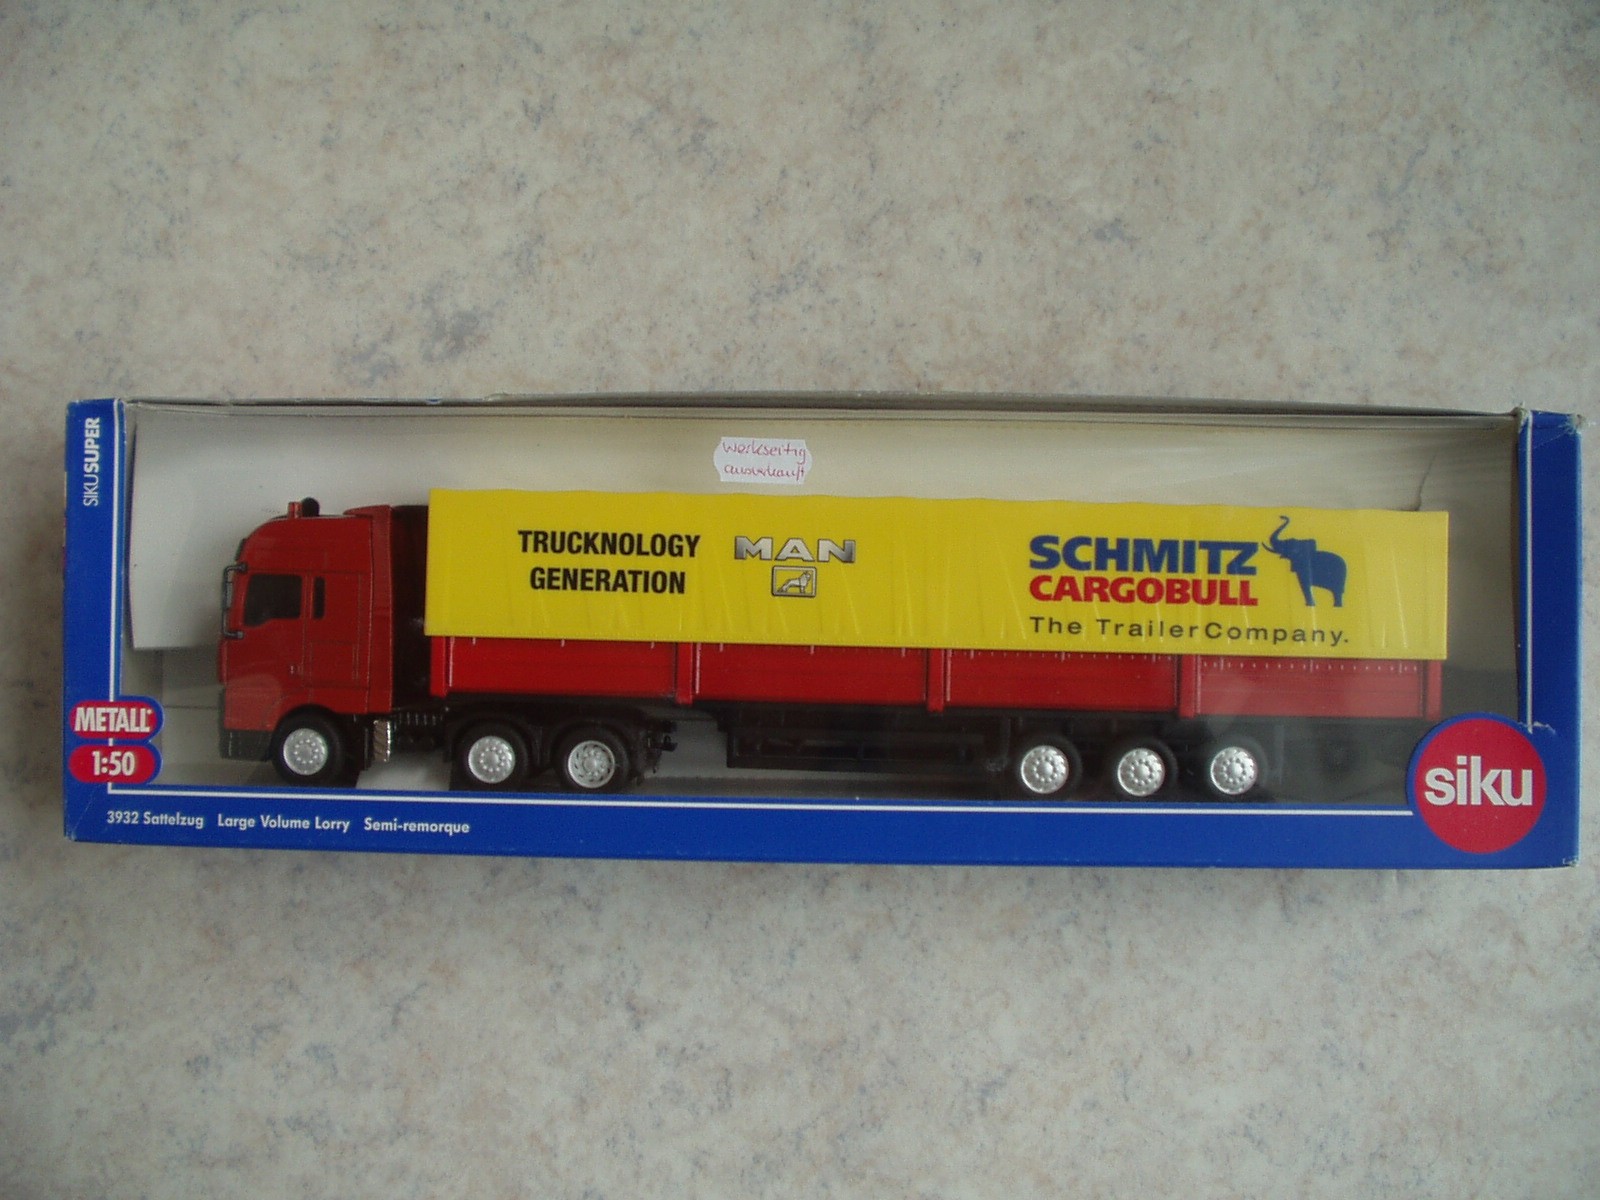 SIKUSUPER
werkseitig
ausverkauft
TRUCKNOLOGY
GENERATION
MAN
SCHMITZ
CARGOBULL
The TrailerCompany.
METALL
1:50
siku
3932 Sattelzug Large Volume Lorry Semi-remorque